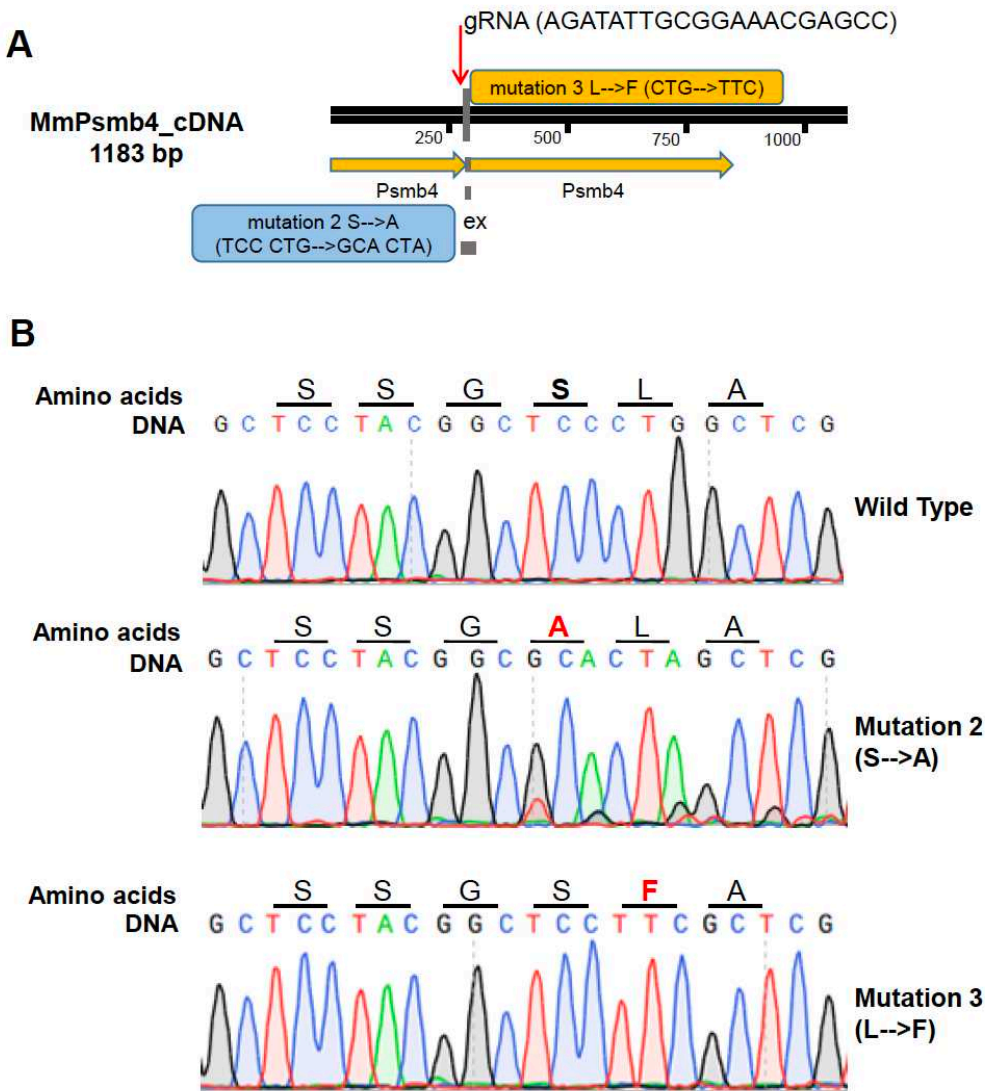 A
gRNA (AGATATTGCGGAAACGAGCC)
mutation 3 L-->F (CTG-->TTC)
MmPsmb4_cDNA
1183 bp
250 500 750 1000
Psmb4 Psmb4
mutation 2 S-->A
(TCC CTG-->GCA CTA)
ex
B
Amino acids S S G S L A
DNA G C T C C T A C G G C T C C C T G G C T C G
Wild Type
Amino acids S S G A L A
DNA G C T C C T A C G G C G C A C T A G C T C G
Mutation 2
(S-->A)
Amino acids S S G S F A
DNA G C T C C T A C G G C T C C T T C G C T C G
Mutation 3
(L-->F)